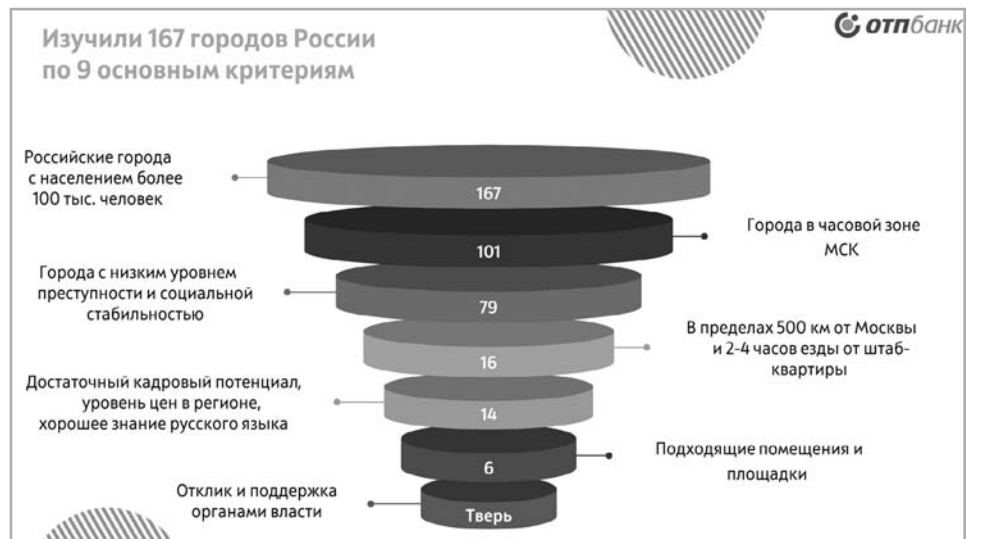 Изучили 167 городов России
по 9 основным критериям
отпбанк
Российские города
с населением более
100 тыс. человек
167
Города в часовой зоне
МСК
101
Города с низким уровнем
преступности и социальной
стабильностью
79
В пределах 500 км от Москвы
и 2-4 часов езды от штаб-
квартиры
16
Достаточный кадровый потенциал,
уровень цен в регионе,
хорошее знание русского языка
14
Подходящие помещения и
площадки
6
Отклик и поддержка
органами власти
Тверь